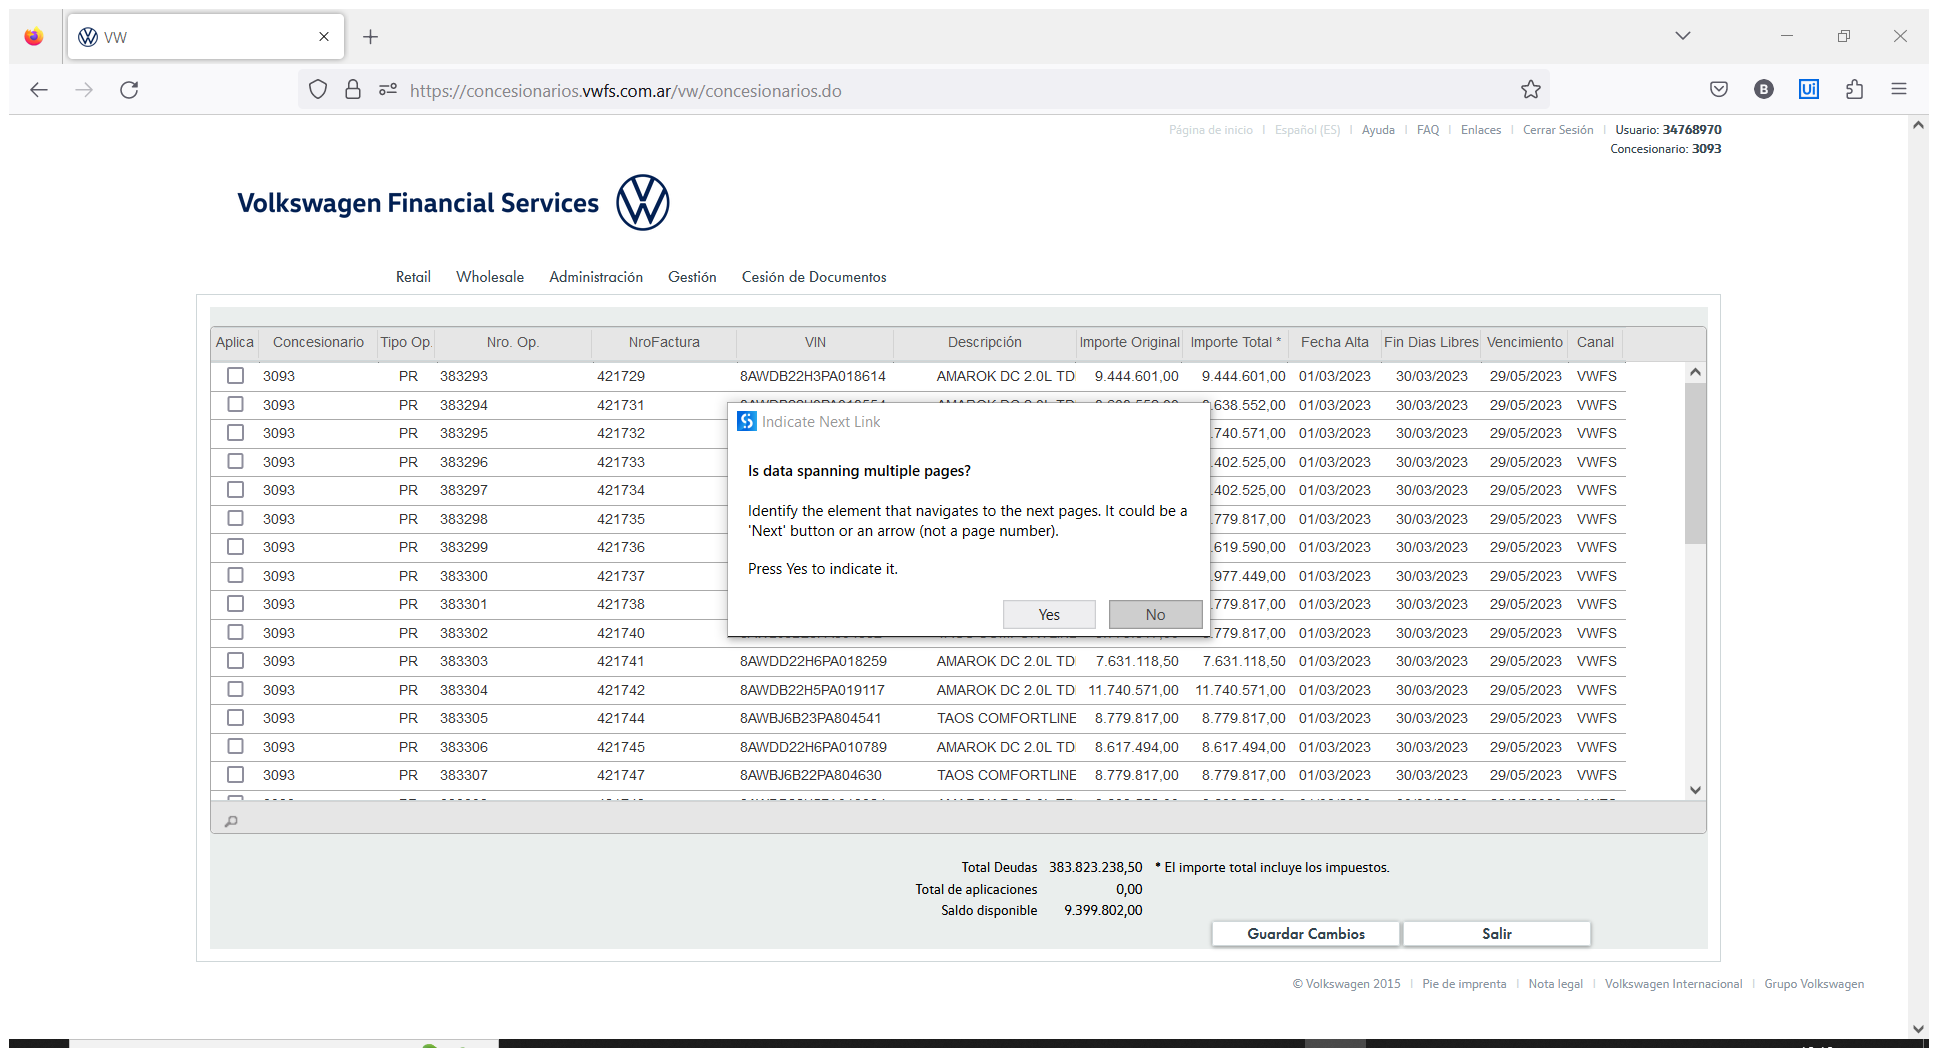 VW
https://concesionarios.vwfs.com.ar/vw/concesionarios.do
B
Ui
Página de inicio | Español (ES) | Ayuda | FAQ | Enlaces | Cerrar Sesión | Usuario: 34768970
Concesionario: 3093
Volkswagen Financial Services
Retail Wholesale Administración Gestión Cesión de Documentos
Aplica Concesionario Tipo Op. Nro. Op. NroFactura VIN Descripción Importe Original Importe Total * Fecha Alta Fin Dias Libres Vencimiento Canal
3093 PR 383293 421729 8AWDB22H3PA018614 AMAROK DC 2.0L TD 9.444.601,00 9.444.601,00 01/03/2023 30/03/2023 29/05/2023 VWFS
3093 PR 383294 421731 .638.552,00 01/03/2023 30/03/2023 29/05/2023 VWFS
3093 PR 383295 421732 .740.571,00 01/03/2023 30/03/2023 29/05/2023 VWFS
3093 PR 383296 421733 .402.525,00 01/03/2023 30/03/2023 29/05/2023 VWFS
3093 PR 383297 421734 .402.525,00 01/03/2023 30/03/2023 29/05/2023 VWFS
3093 PR 383298 421735 .779.817,00 01/03/2023 30/03/2023 29/05/2023 VWFS
3093 PR 383299 421736 .619.590,00 01/03/2023 30/03/2023 29/05/2023 VWFS
3093 PR 383300 421737 .977.449,00 01/03/2023 30/03/2023 29/05/2023 VWFS
3093 PR 383301 421738 .779.817,00 01/03/2023 30/03/2023 29/05/2023 VWFS
3093 PR 383302 421740 .779.817,00 01/03/2023 30/03/2023 29/05/2023 VWFS
3093 PR 383303 421741 8AWDD22H6PA018259 AMAROK DC 2.0L TD 7.631.118,50 7.631.118,50 01/03/2023 30/03/2023 29/05/2023 VWFS
3093 PR 383304 421742 8AWDB22H5PA019117 AMAROK DC 2.0L TD 11.740.571,00 11.740.571,00 01/03/2023 30/03/2023 29/05/2023 VWFS
3093 PR 383305 421744 8AWBJ6B23PA804541 TAOS COMFORTLINE 8.779.817,00 8.779.817,00 01/03/2023 30/03/2023 29/05/2023 VWFS
3093 PR 383306 421745 8AWDD22H6PA010789 AMAROK DC 2.0L TD 8.617.494,00 8.617.494,00 01/03/2023 30/03/2023 29/05/2023 VWFS
3093 PR 383307 421747 8AWBJ6B22PA804630 TAOS COMFORTLINE 8.779.817,00 8.779.817,00 01/03/2023 30/03/2023 29/05/2023 VWFS
Indicate Next Link
Is data spanning multiple pages?
Identify the element that navigates to the next pages. It could be a
'Next' button or an arrow (not a page number).
Press Yes to indicate it.
Yes No
Total Deudas 383.823.238,50 * El importe total incluye los impuestos.
Total de aplicaciones 0,00
Saldo disponible 9.399.802,00
Guardar Cambios Salir
© Volkswagen 2015 | Pie de imprenta | Nota legal | Volkswagen Internacional | Grupo Volkswagen